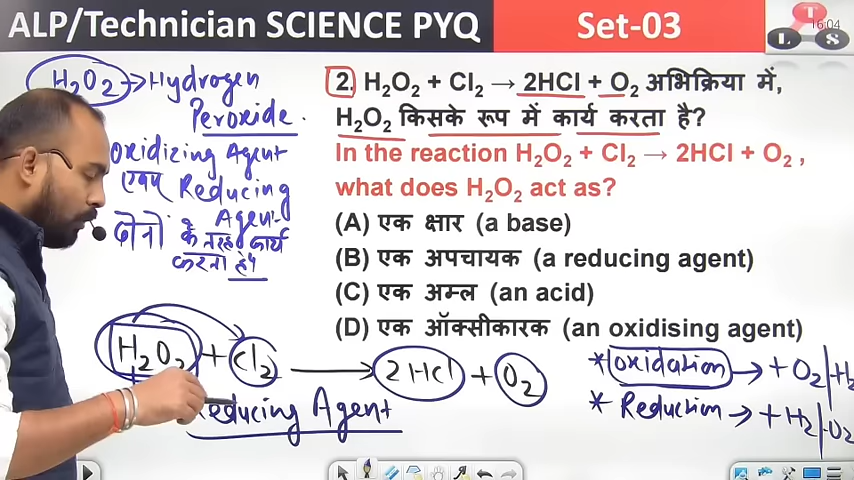 ALP/Technician SCIENCE PYQ
Set-03
16:04
T
L S
H₂O₂ → Hydrogen
Peroxide.
Oxidizing Agent
एवम् Reducing
Agent
दोनो के तरह कार्य
करता है।
2. H₂O₂ + Cl₂ → 2HCl + O₂ अभिक्रिया में,
H₂O₂ किसके रूप में कार्य करता है?
In the reaction H₂O₂ + Cl₂ → 2HCl + O₂ ,
what does H₂O₂ act as?
(A) एक क्षार (a base)
(B) एक अपचायक (a reducing agent)
(C) एक अम्ल (an acid)
(D) एक ऑक्सीकारक (an oxidising agent)
H₂O₂ + Cl₂ → 2HCl + O₂
Reducing Agent
* Oxidation → + O₂ | H₂
* Reduction → + H₂ | -O₂